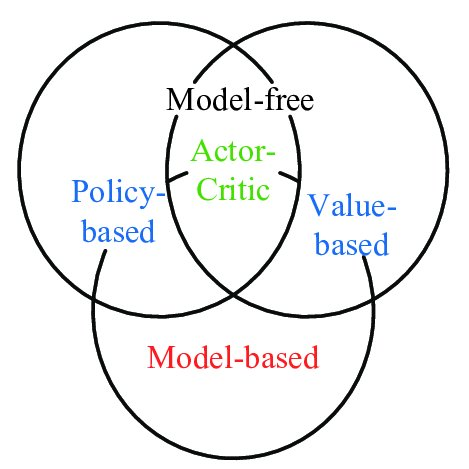 Model-free
Actor-
Critic
Policy-
based
Value-
based
Model-based